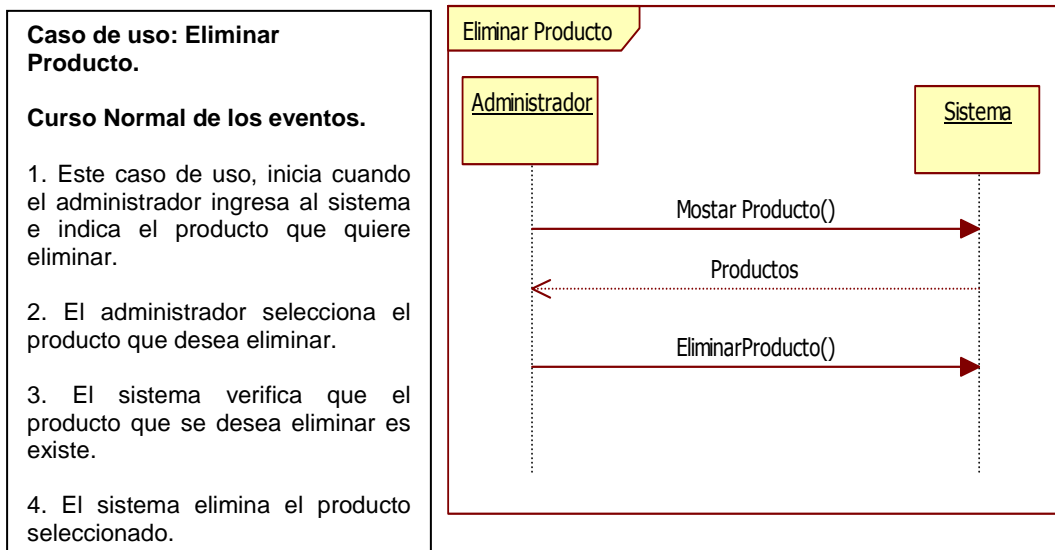 Caso de uso: Eliminar
Producto.
Curso Normal de los eventos.
1. Este caso de uso, inicia cuando
el administrador ingresa al sistema
e indica el producto que quiere
eliminar.
2. El administrador selecciona el
producto que desea eliminar.
3. El sistema verifica que el
producto que se desea eliminar es
existe.
4. El sistema elimina el producto
seleccionado.
Eliminar Producto
Administrador
Sistema
Mostar Producto()
Productos
EliminarProducto()